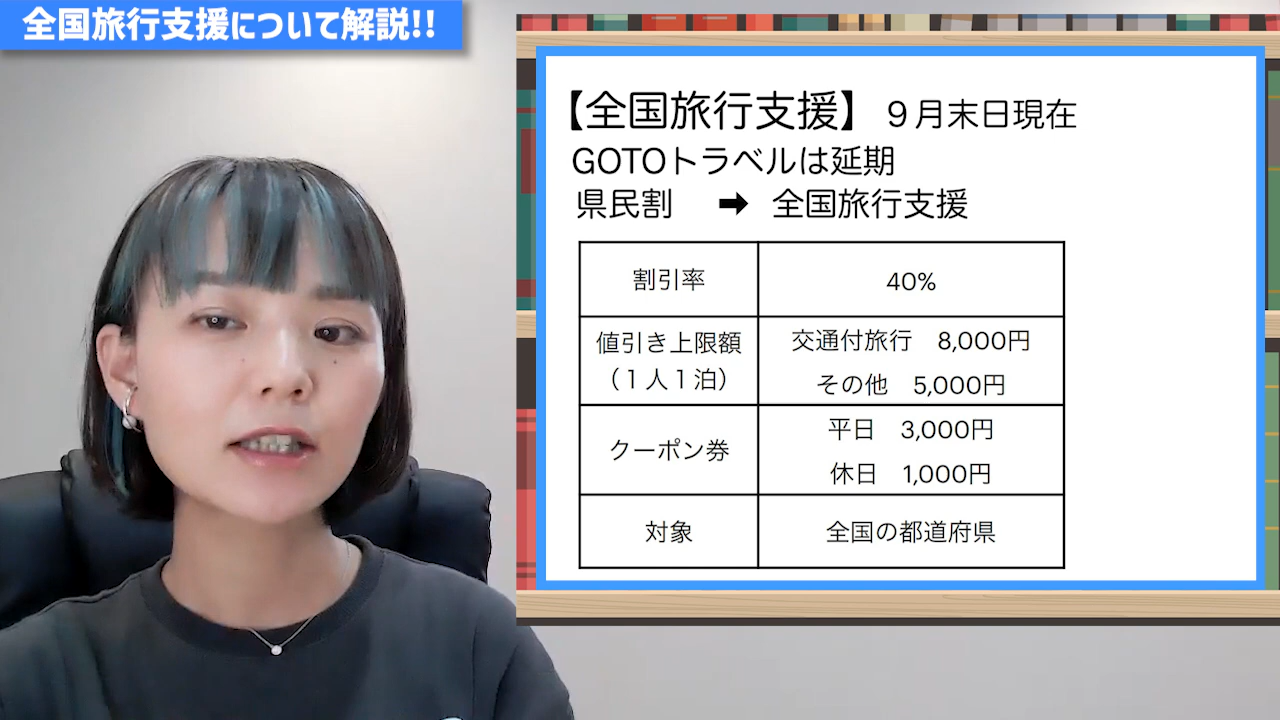 全国旅行支援について解説!!
【全国旅行支援】 9月末日現在
GOTOトラベルは延期
県民割 ➡ 全国旅行支援
割引率 40%
値引き上限額
(1人1泊)
交通付旅行 8,000円
その他 5,000円
クーポン券
平日 3,000円
休日 1,000円
対象 全国の都道府県